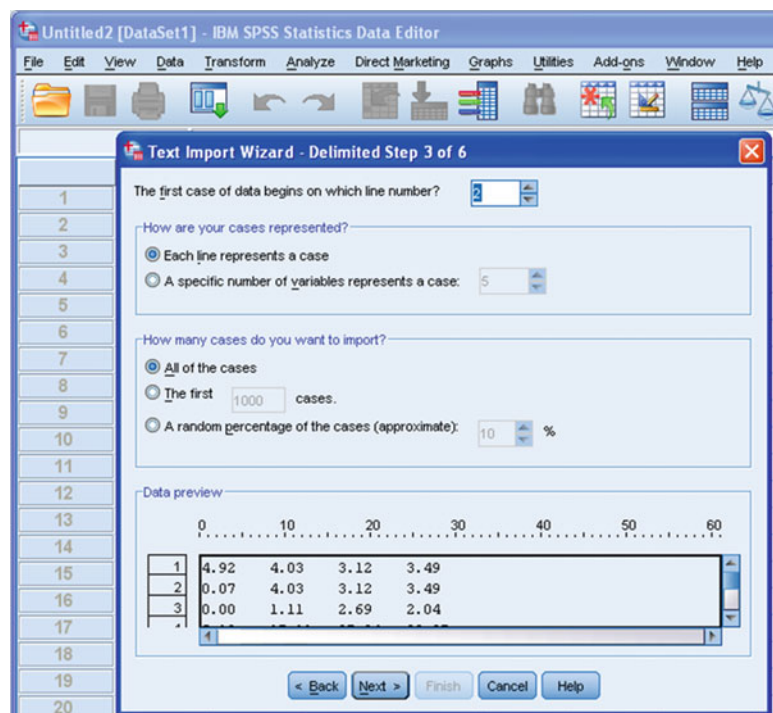 Untitled2 [DataSet1] - IBM SPSS Statistics Data Editor
File Edit View Data Transform Analyze Direct Marketing Graphs Utilities Add-ons Window Help
Text Import Wizard - Delimited Step 3 of 6
The first case of data begins on which line number? 2
How are your cases represented?
Each line represents a case
A specific number of variables represents a case: 5
How many cases do you want to import?
All of the cases
The first 1000 cases.
A random percentage of the cases (approximate): 10 %
Data preview
0 10 20 30 40 50 60
1 4.92 4.03 3.12 3.49
2 0.07 4.03 3.12 3.49
3 0.00 1.11 2.69 2.04
< Back Next > Finish Cancel Help
1
2
3
4
5
6
7
8
9
10
11
12
13
14
15
16
17
18
19
20